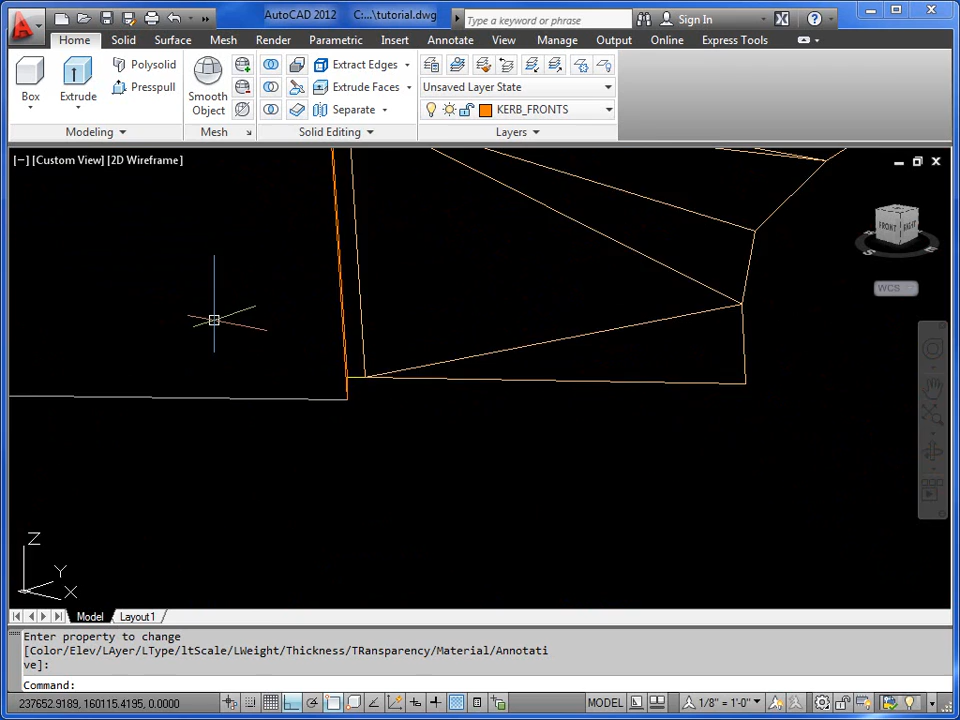 AutoCAD 2012 C:...\tutorial.dwg
Type a keyword or phrase
Sign In
Home Solid Surface Mesh Render Parametric Insert Annotate View Manage Output Online Express Tools
Box
Extrude
Polysolid
Presspull
Modeling
Smooth
Object
Mesh
Extract Edges
Extrude Faces
Separate
Solid Editing
Unsaved Layer State
KERB_FRONTS
Layers
[−] [Custom View] [2D Wireframe]
FRONT RIGHT
S E
WCS
Z
Y
X
Model Layout1
Enter property to change
[Color/Elev/LAyer/LType/ltScale/LWeight/Thickness/TRansparency/Material/Annotati
ve]:
Command:
237652.9189, 160115.4195, 0.0000
MODEL
1/8" = 1'-0"